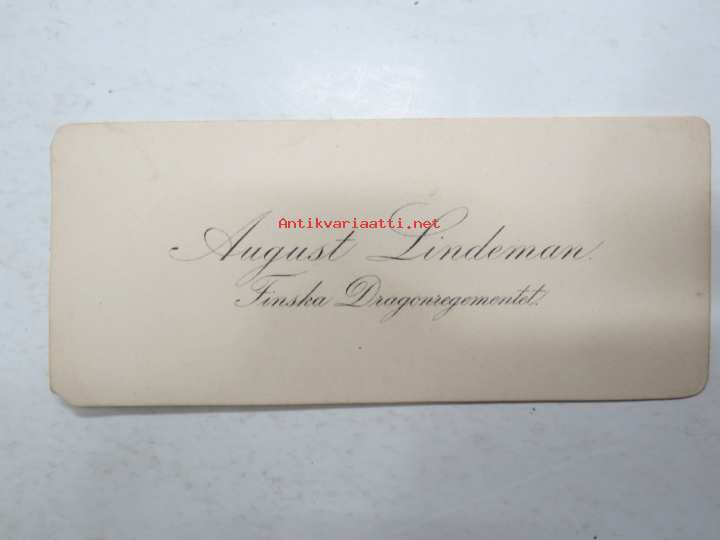 Antikvariaatti.net
August Lindeman.
Finska Dragonregementet.